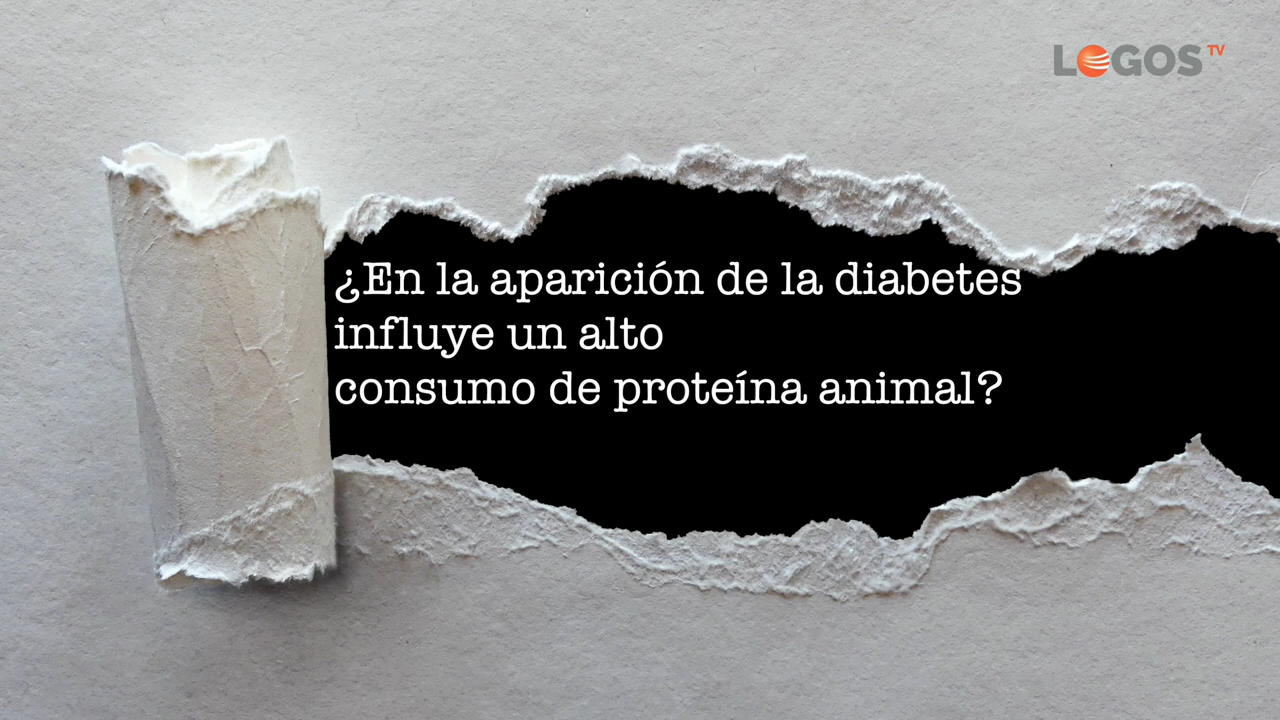 LOGOS TV
¿En la aparición de la diabetes
influye un alto
consumo de proteína animal?